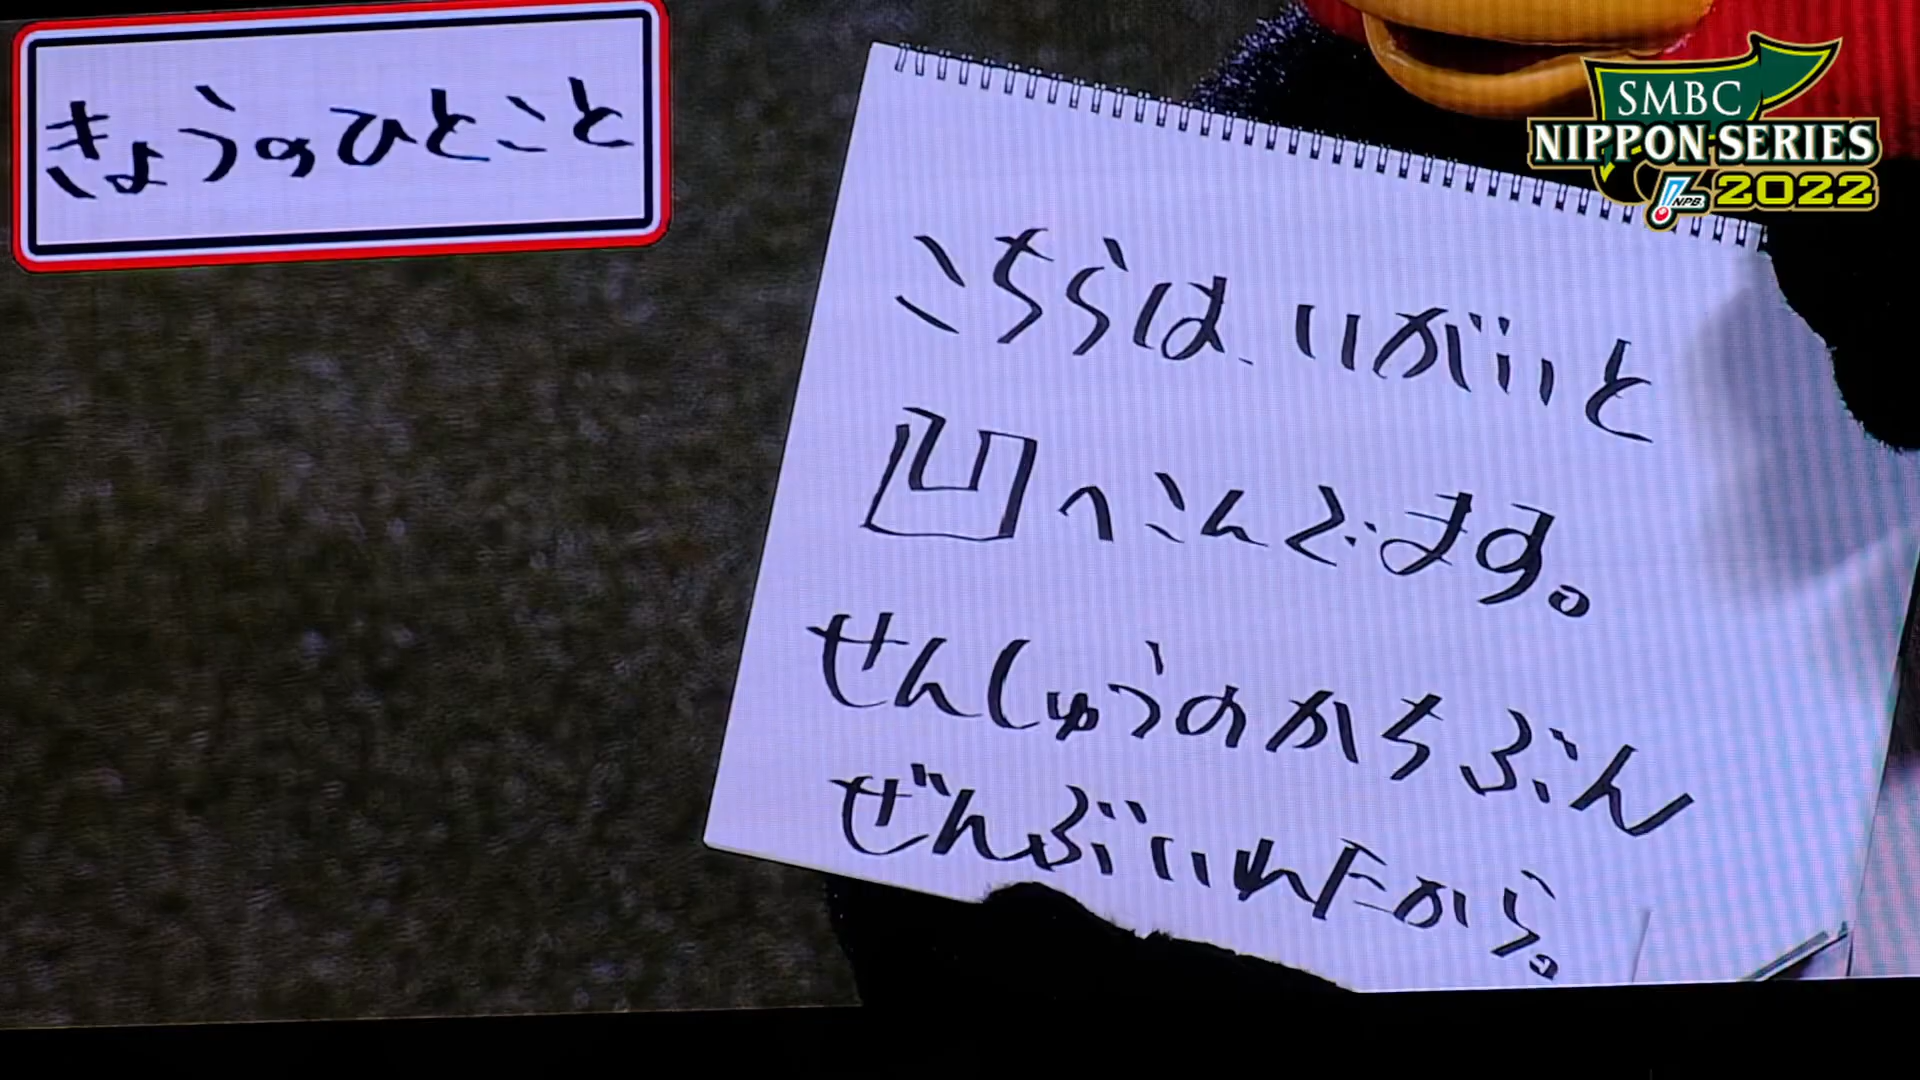 きょうのひとこと
SMBC
NIPPON SERIES
NPB 2022
こちらは、いがいと
凹へこんでます。
せんしゅうのかちぶん
ぜんぶいれたから。